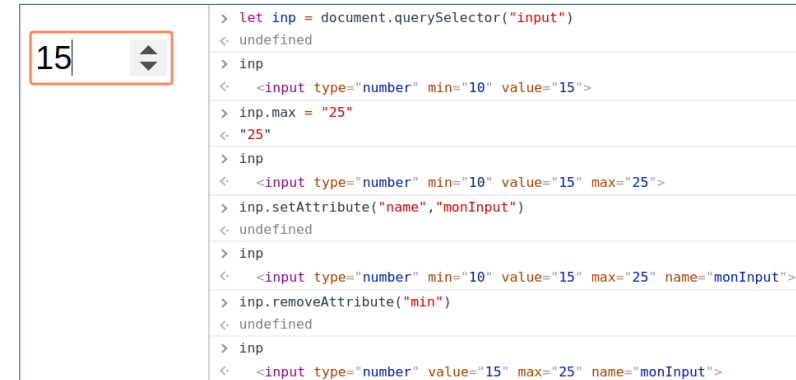 15
> let inp = document.querySelector("input")
<· undefined
> inp
<· <input type="number" min="10" value="15">
> inp.max = "25"
<· "25"
> inp
<· <input type="number" min="10" value="15" max="25">
> inp.setAttribute("name","monInput")
<· undefined
> inp
<· <input type="number" min="10" value="15" max="25" name="monInput">
> inp.removeAttribute("min")
<· undefined
> inp
<· <input type="number" value="15" max="25" name="monInput">